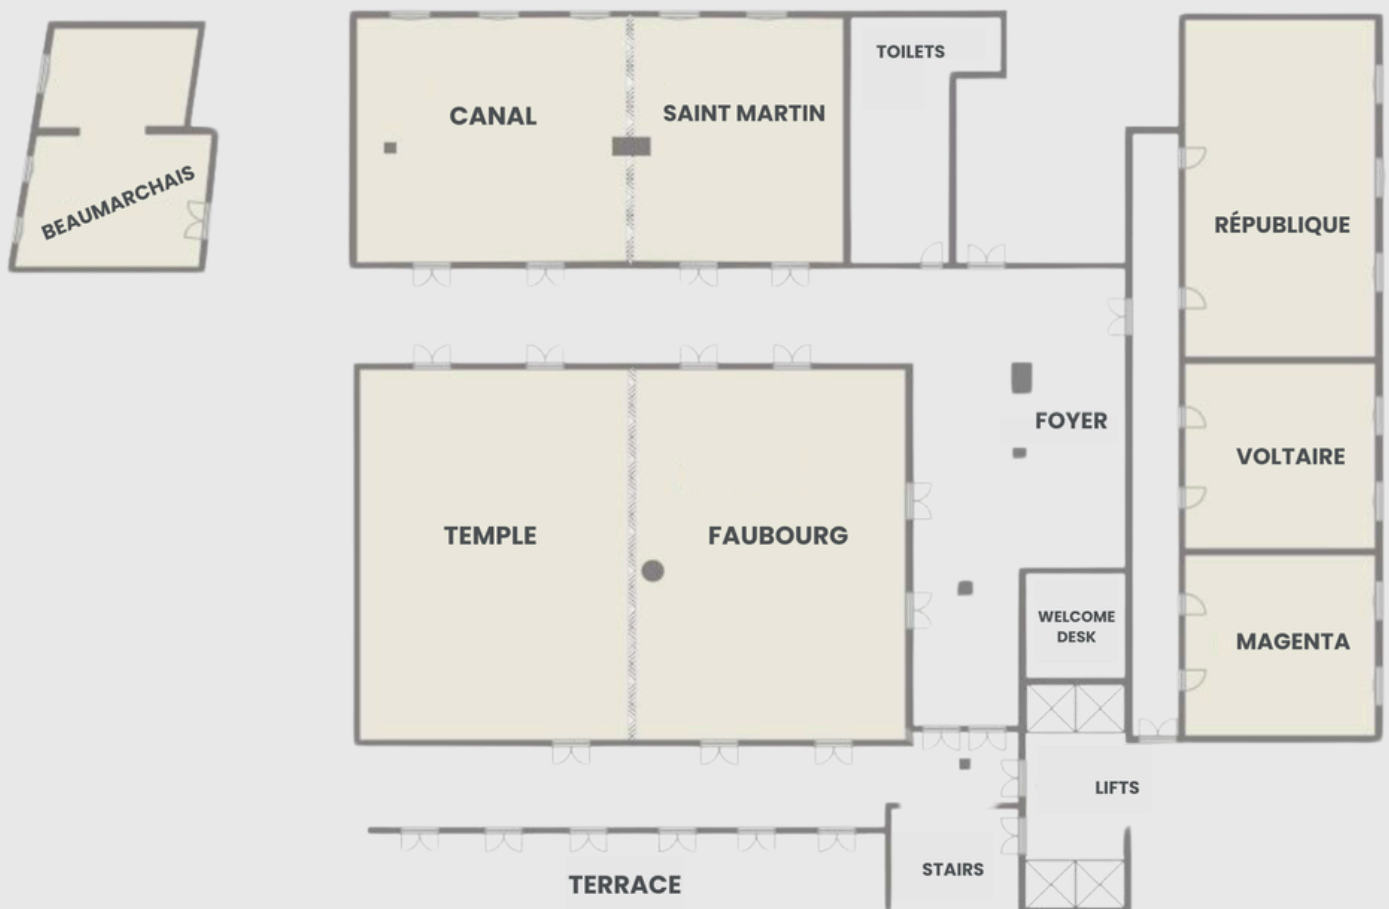 TOILETS
CANAL
SAINT MARTIN
BEAUMARCHAIS
RÉPUBLIQUE
FOYER
VOLTAIRE
TEMPLE
FAUBOURG
WELCOME
DESK
MAGENTA
LIFTS
STAIRS
TERRACE